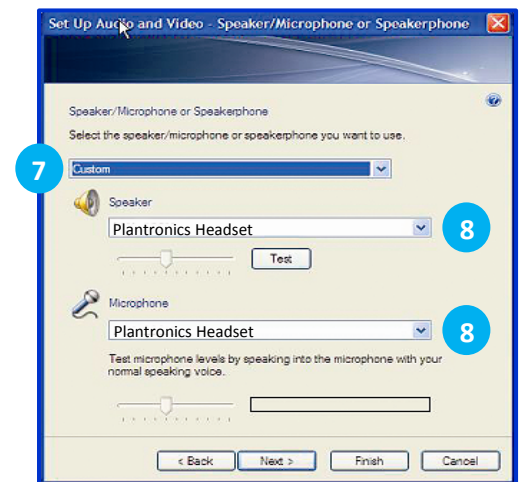 Set Up Audio and Video - Speaker/Microphone or Speakerphone
Speaker/Microphone or Speakerphone
Select the speaker/microphone or speakerphone you want to use.
7
Custom
Speaker
Plantronics Headset
8
Test
Microphone
Plantronics Headset
8
Test microphone levels by speaking into the microphone with your
normal speaking voice.
< Back
Next >
Finish
Cancel